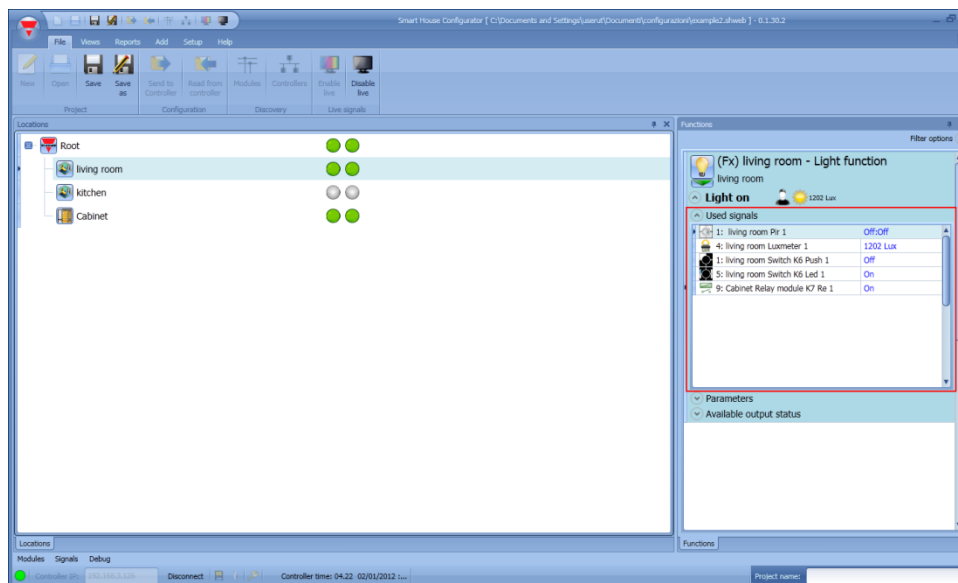 Smart House Configurator [ C:\Documents and Settings\userut\Documenti\configurazioni\example2.shweb ] - 0.1.30.2
File Views Reports Add Setup Help
New Open Save Save as Send to Controller Read from controller Modules Controllers Enable live Disable live
Project Configuration Discovery Live signals
Locations
Root
living room
kitchen
Cabinet
Functions
Filter options
(Fx) living room - Light function
living room
Light on 1202 Lux
Used signals
1: living room Pir 1 Off:Off
4: living room Luxmeter 1 1202 Lux
1: living room Switch K6 Push 1 Off
5: living room Switch K6 Led 1 On
9: Cabinet Relay module K7 Re 1 On
Parameters
Available output status
Locations
Functions
Modules Signals Debug
Controller IP: Disconnect Controller time: 04.22 02/01/2012 :...
Project name: